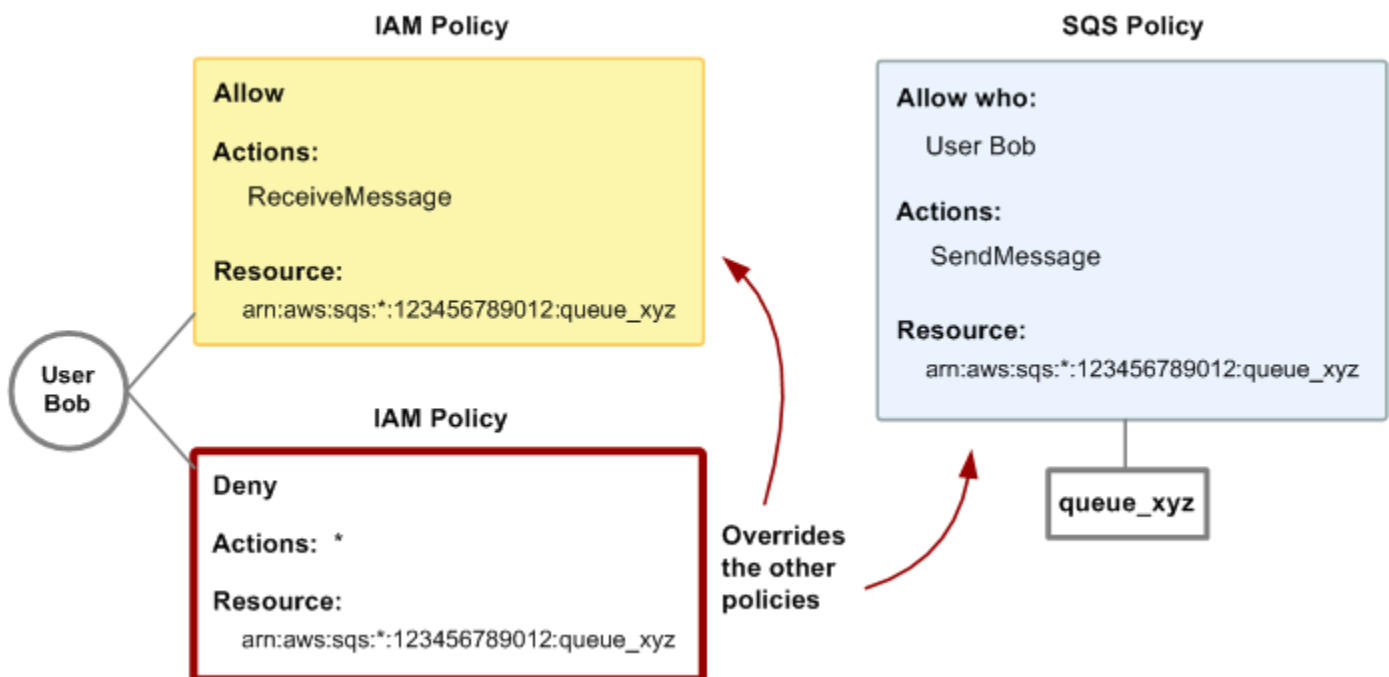 IAM Policy
Allow
Actions:
ReceiveMessage
Resource:
arn:aws:sqs:*:123456789012:queue_xyz
User
Bob
IAM Policy
Deny
Actions: *
Resource:
arn:aws:sqs:*:123456789012:queue_xyz
Overrides
the other
policies
SQS Policy
Allow who:
User Bob
Actions:
SendMessage
Resource:
arn:aws:sqs:*:123456789012:queue_xyz
queue_xyz